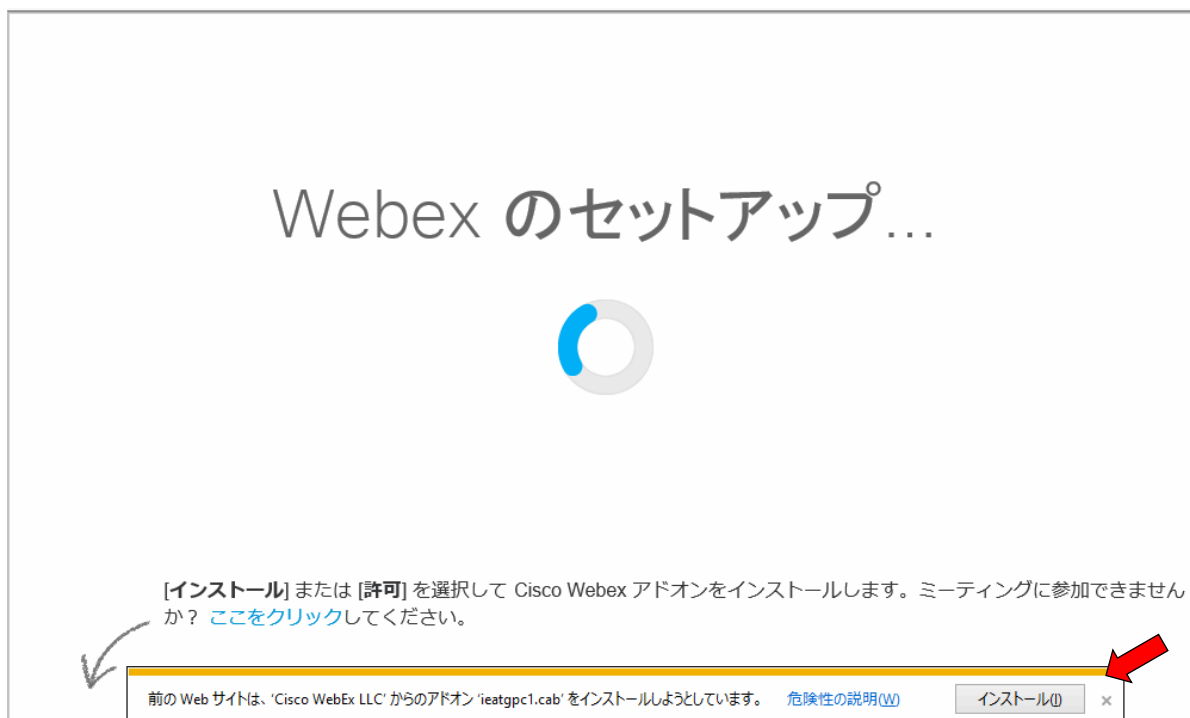 Webex のセットアップ...
[インストール] または [許可] を選択して Cisco Webex アドオンをインストールします。ミーティングに参加できません
か？ ここをクリックしてください。
前の Web サイトは、'Cisco WebEx LLC' からのアドオン 'ieatgpc1.cab' をインストールしようとしています。 危険性の説明(W) インストール(I) ×